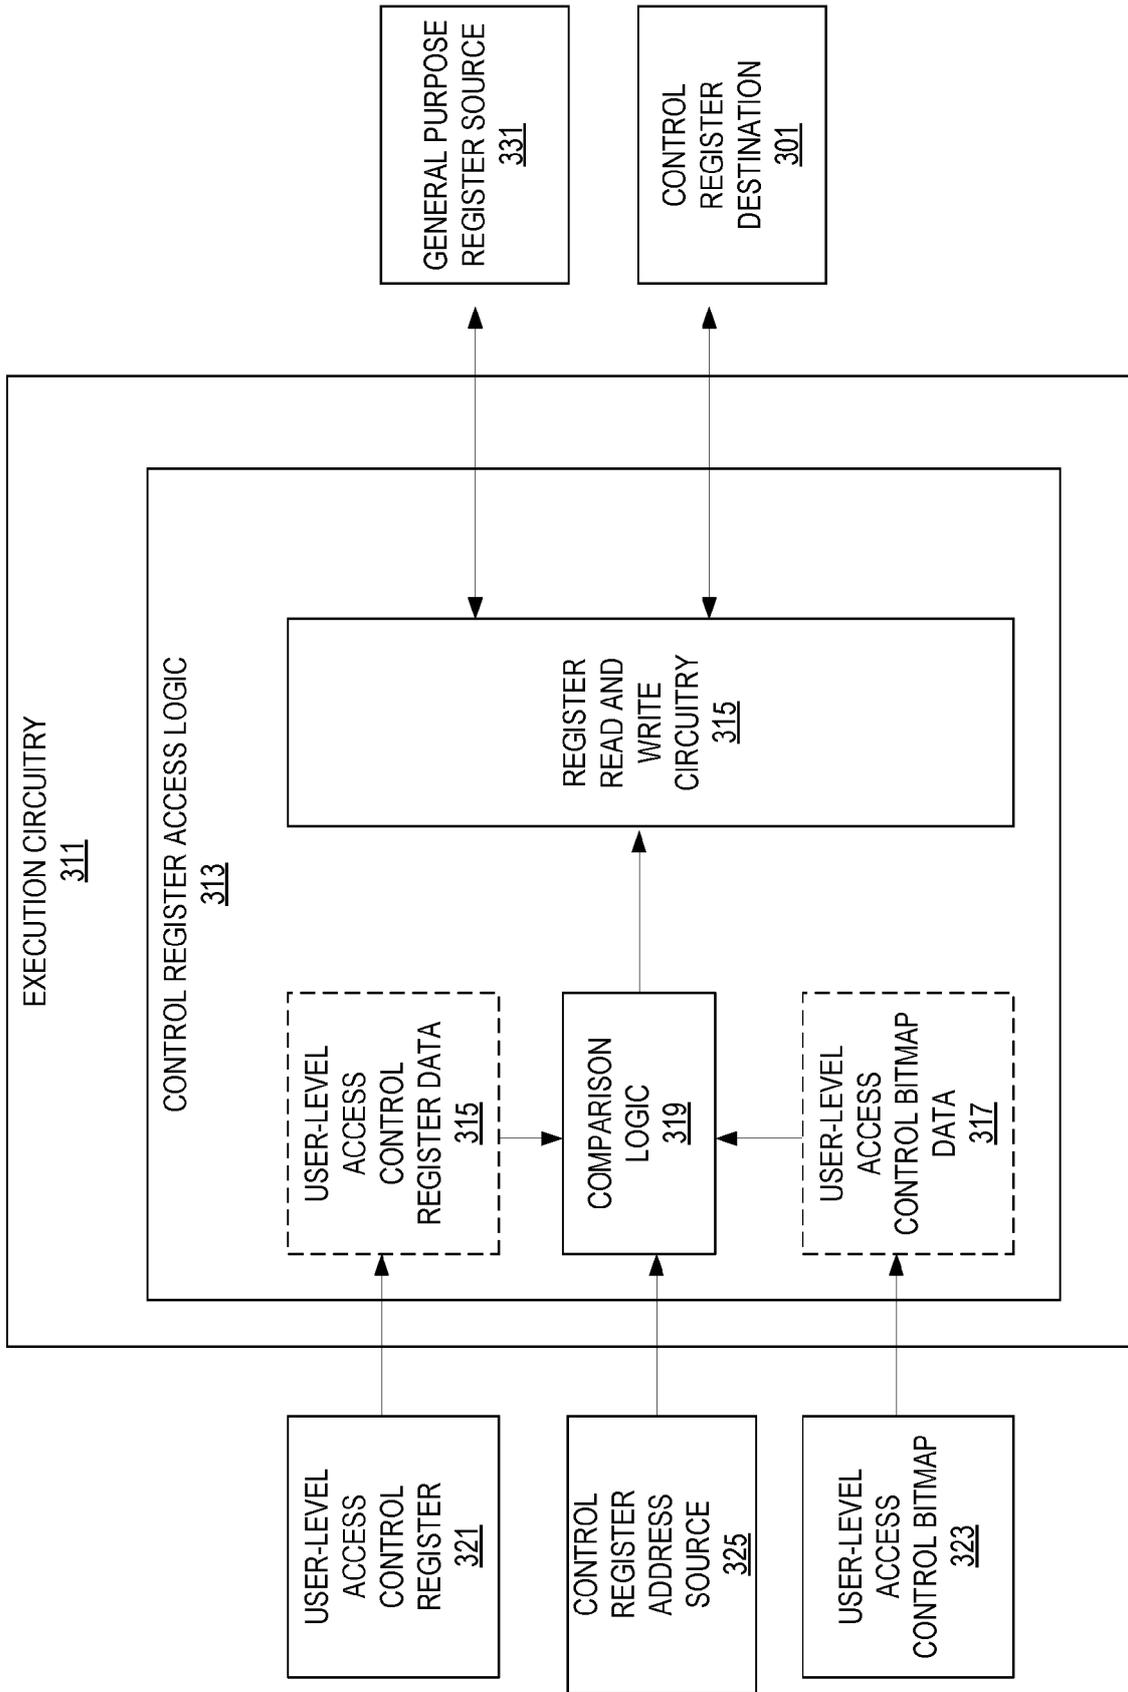 EXECUTION CIRCUITRY
311
CONTROL REGISTER ACCESS LOGIC
313
USER-LEVEL
ACCESS
CONTROL
REGISTER
321
USER-LEVEL
ACCESS
CONTROL
REGISTER DATA
315
CONTROL
REGISTER
ADDRESS
SOURCE
325
COMPARISON
LOGIC
319
USER-LEVEL
ACCESS
CONTROL BITMAP
323
USER-LEVEL
ACCESS
CONTROL BITMAP
DATA
317
REGISTER
READ AND
WRITE
CIRCUITRY
315
GENERAL PURPOSE
REGISTER SOURCE
331
CONTROL
REGISTER
DESTINATION
301